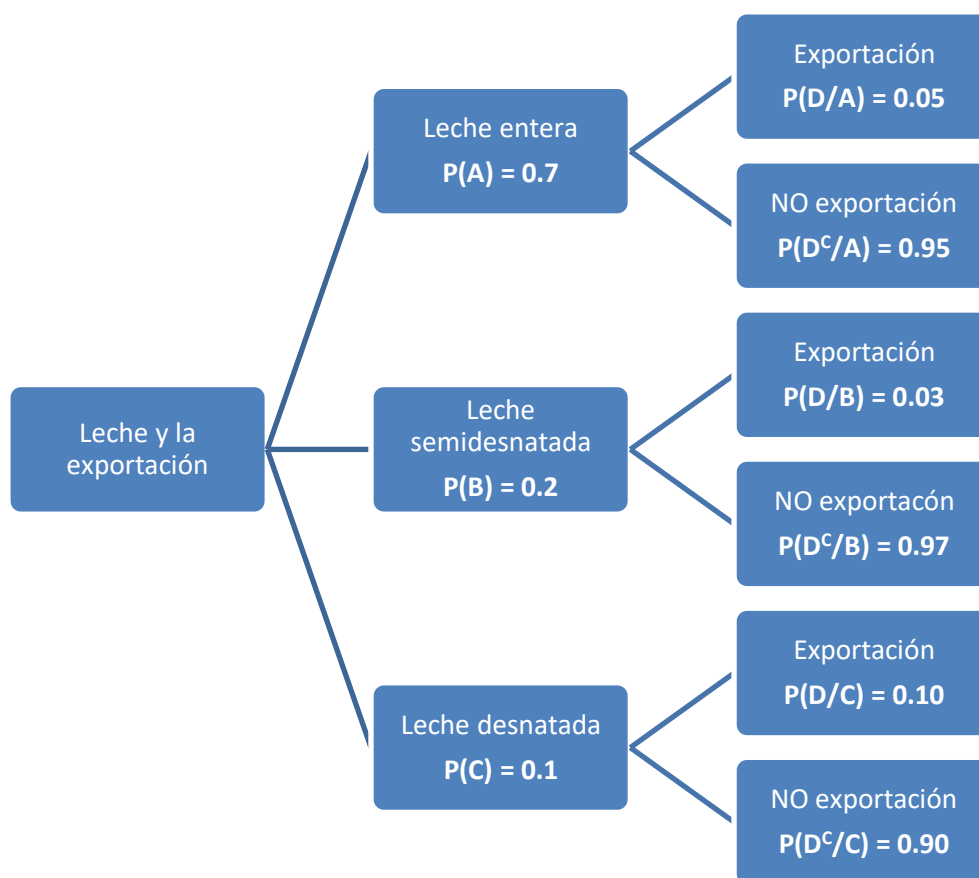 Leche y la
exportación
Leche entera
P(A) = 0.7
Exportación
P(D/A) = 0.05
NO exportación
P(Dᶜ/A) = 0.95
Leche
semidesnatada
P(B) = 0.2
Exportación
P(D/B) = 0.03
NO exportacón
P(Dᶜ/B) = 0.97
Leche desnatada
P(C) = 0.1
Exportación
P(D/C) = 0.10
NO exportación
P(Dᶜ/C) = 0.90